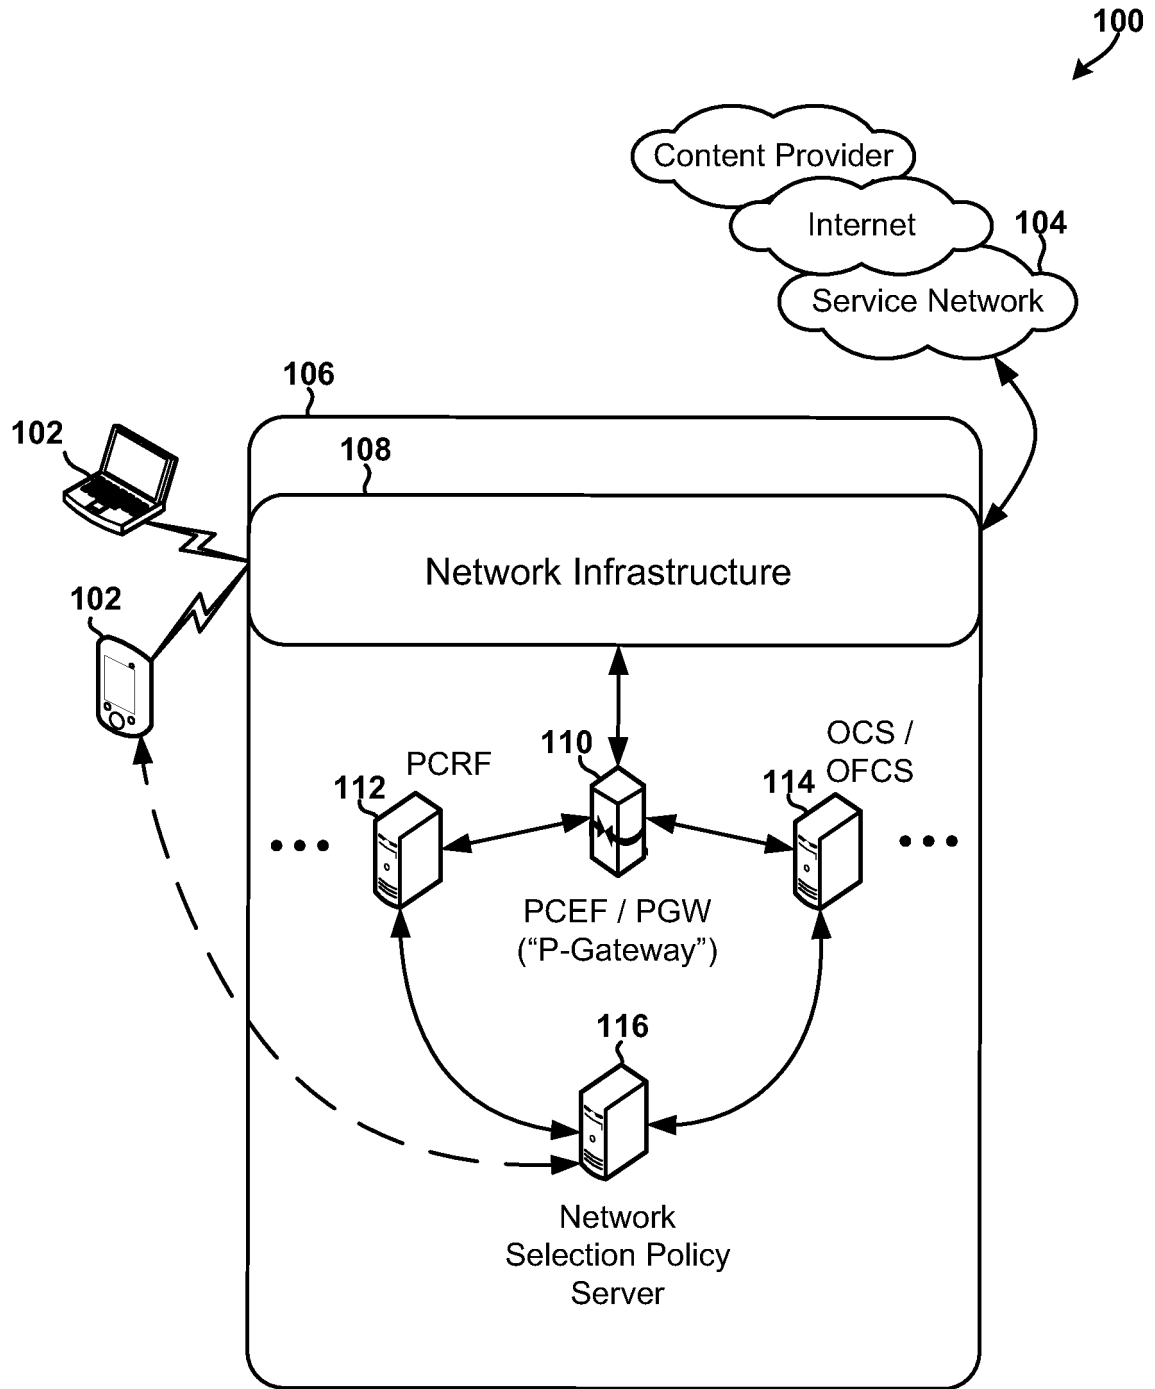 100
Content Provider
Internet
104
Service Network
106
102
108
Network Infrastructure
102
110
OCS /
OFCS
PCRF
112
114
PCEF / PGW
(“P-Gateway”)
116
Network
Selection Policy
Server